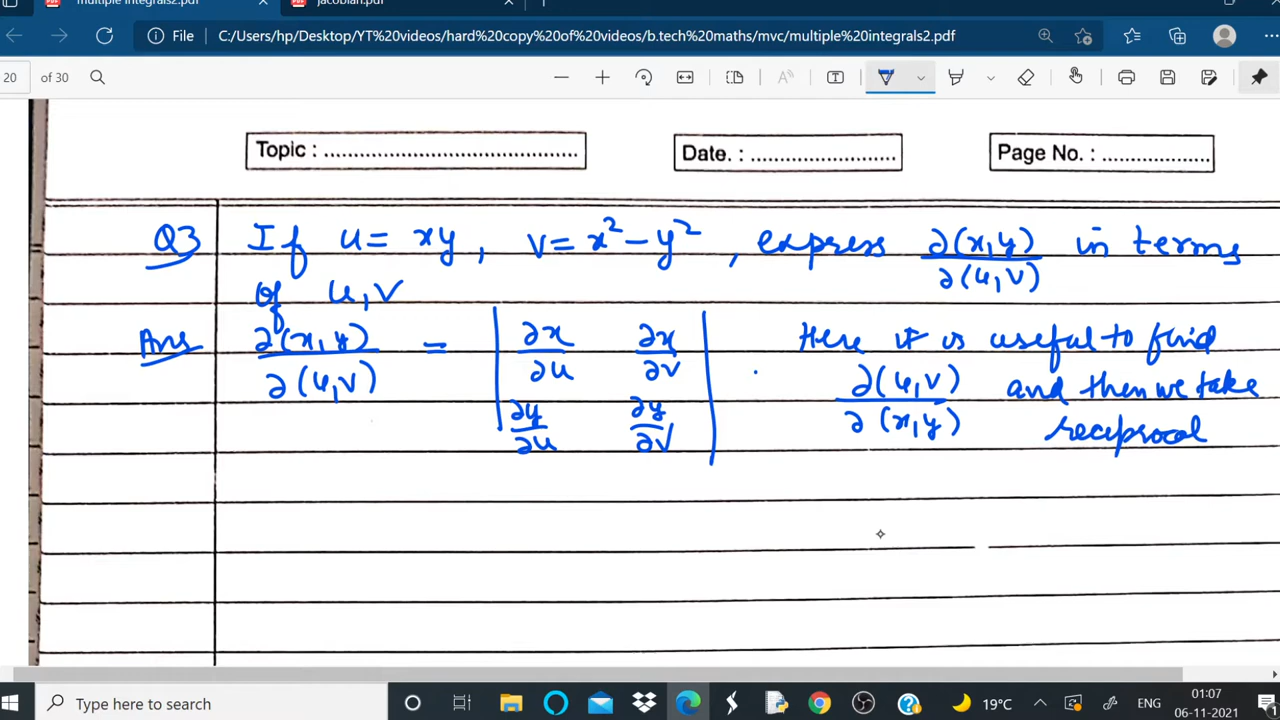 multiple integrals2.pdf
jacobian.pdf
File C:/Users/hp/Desktop/YT%20videos/hard%20copy%20of%20videos/b.tech%20maths/mvc/multiple%20integrals2.pdf
20 of 30
Topic : ................................................ Date. : .......................... Page No. : ...................
Q3 If u = xy, v = x² - y², express ∂(x,y)/∂(u,v) in terms
of u,v
Ans ∂(x,y)/∂(u,v) = | ∂x/∂u ∂x/∂v | Here it is useful to find
| ∂y/∂u ∂y/∂v | ∂(u,v)/∂(x,y) and then we take
reciprocal
Type here to search
19°C ENG 01:07
06-11-2021